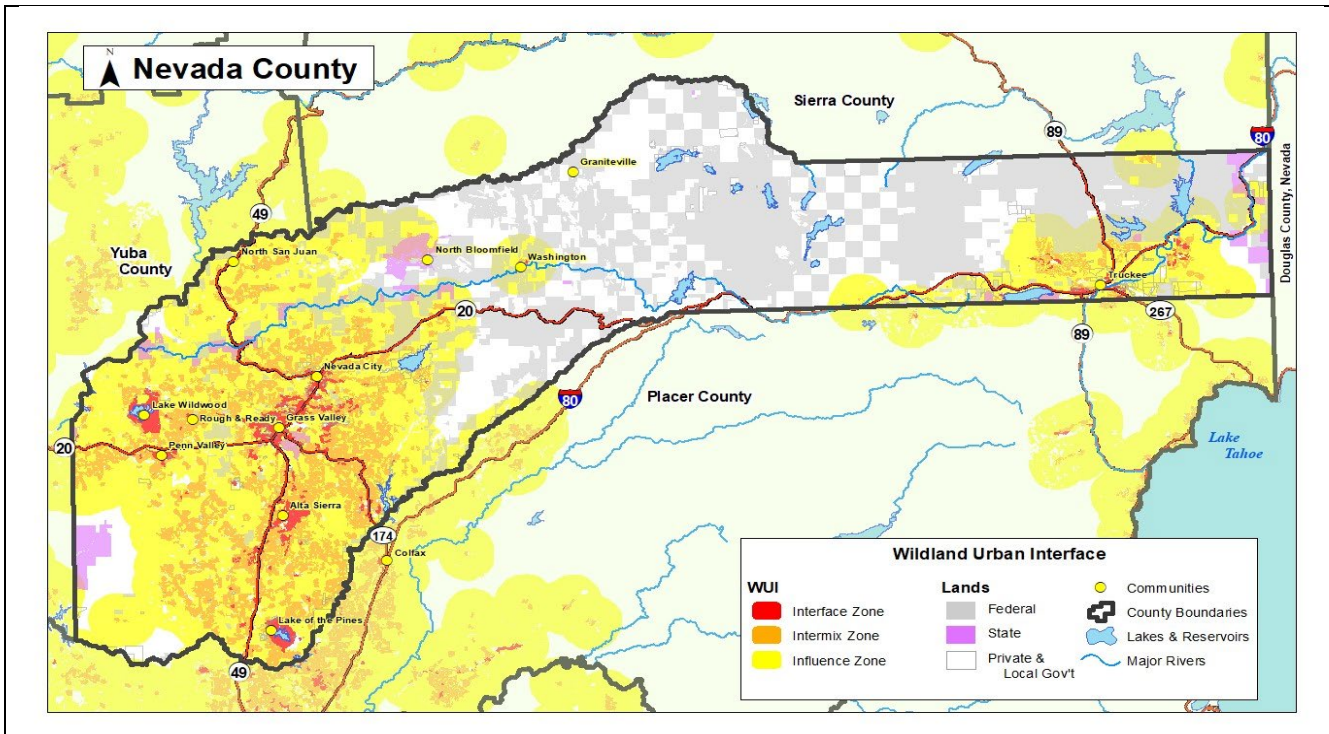 N
Nevada County
Sierra County
89
80
Douglas County, Nevada
Graniteville
49
Yuba
County
North San Juan
North Bloomfield
Washington
Truckee
20
267
89
Nevada City
Placer County
80
Lake Wildwood
Rough & Ready
Grass Valley
20
Penn Valley
Lake
Tahoe
Alta Sierra
174
Colfax
Lake of the Pines
49
Wildland Urban Interface
WUI
Interface Zone
Intermix Zone
Influence Zone
Lands
Federal
State
Private &
Local Gov't
Communities
County Boundaries
Lakes & Reservoirs
Major Rivers